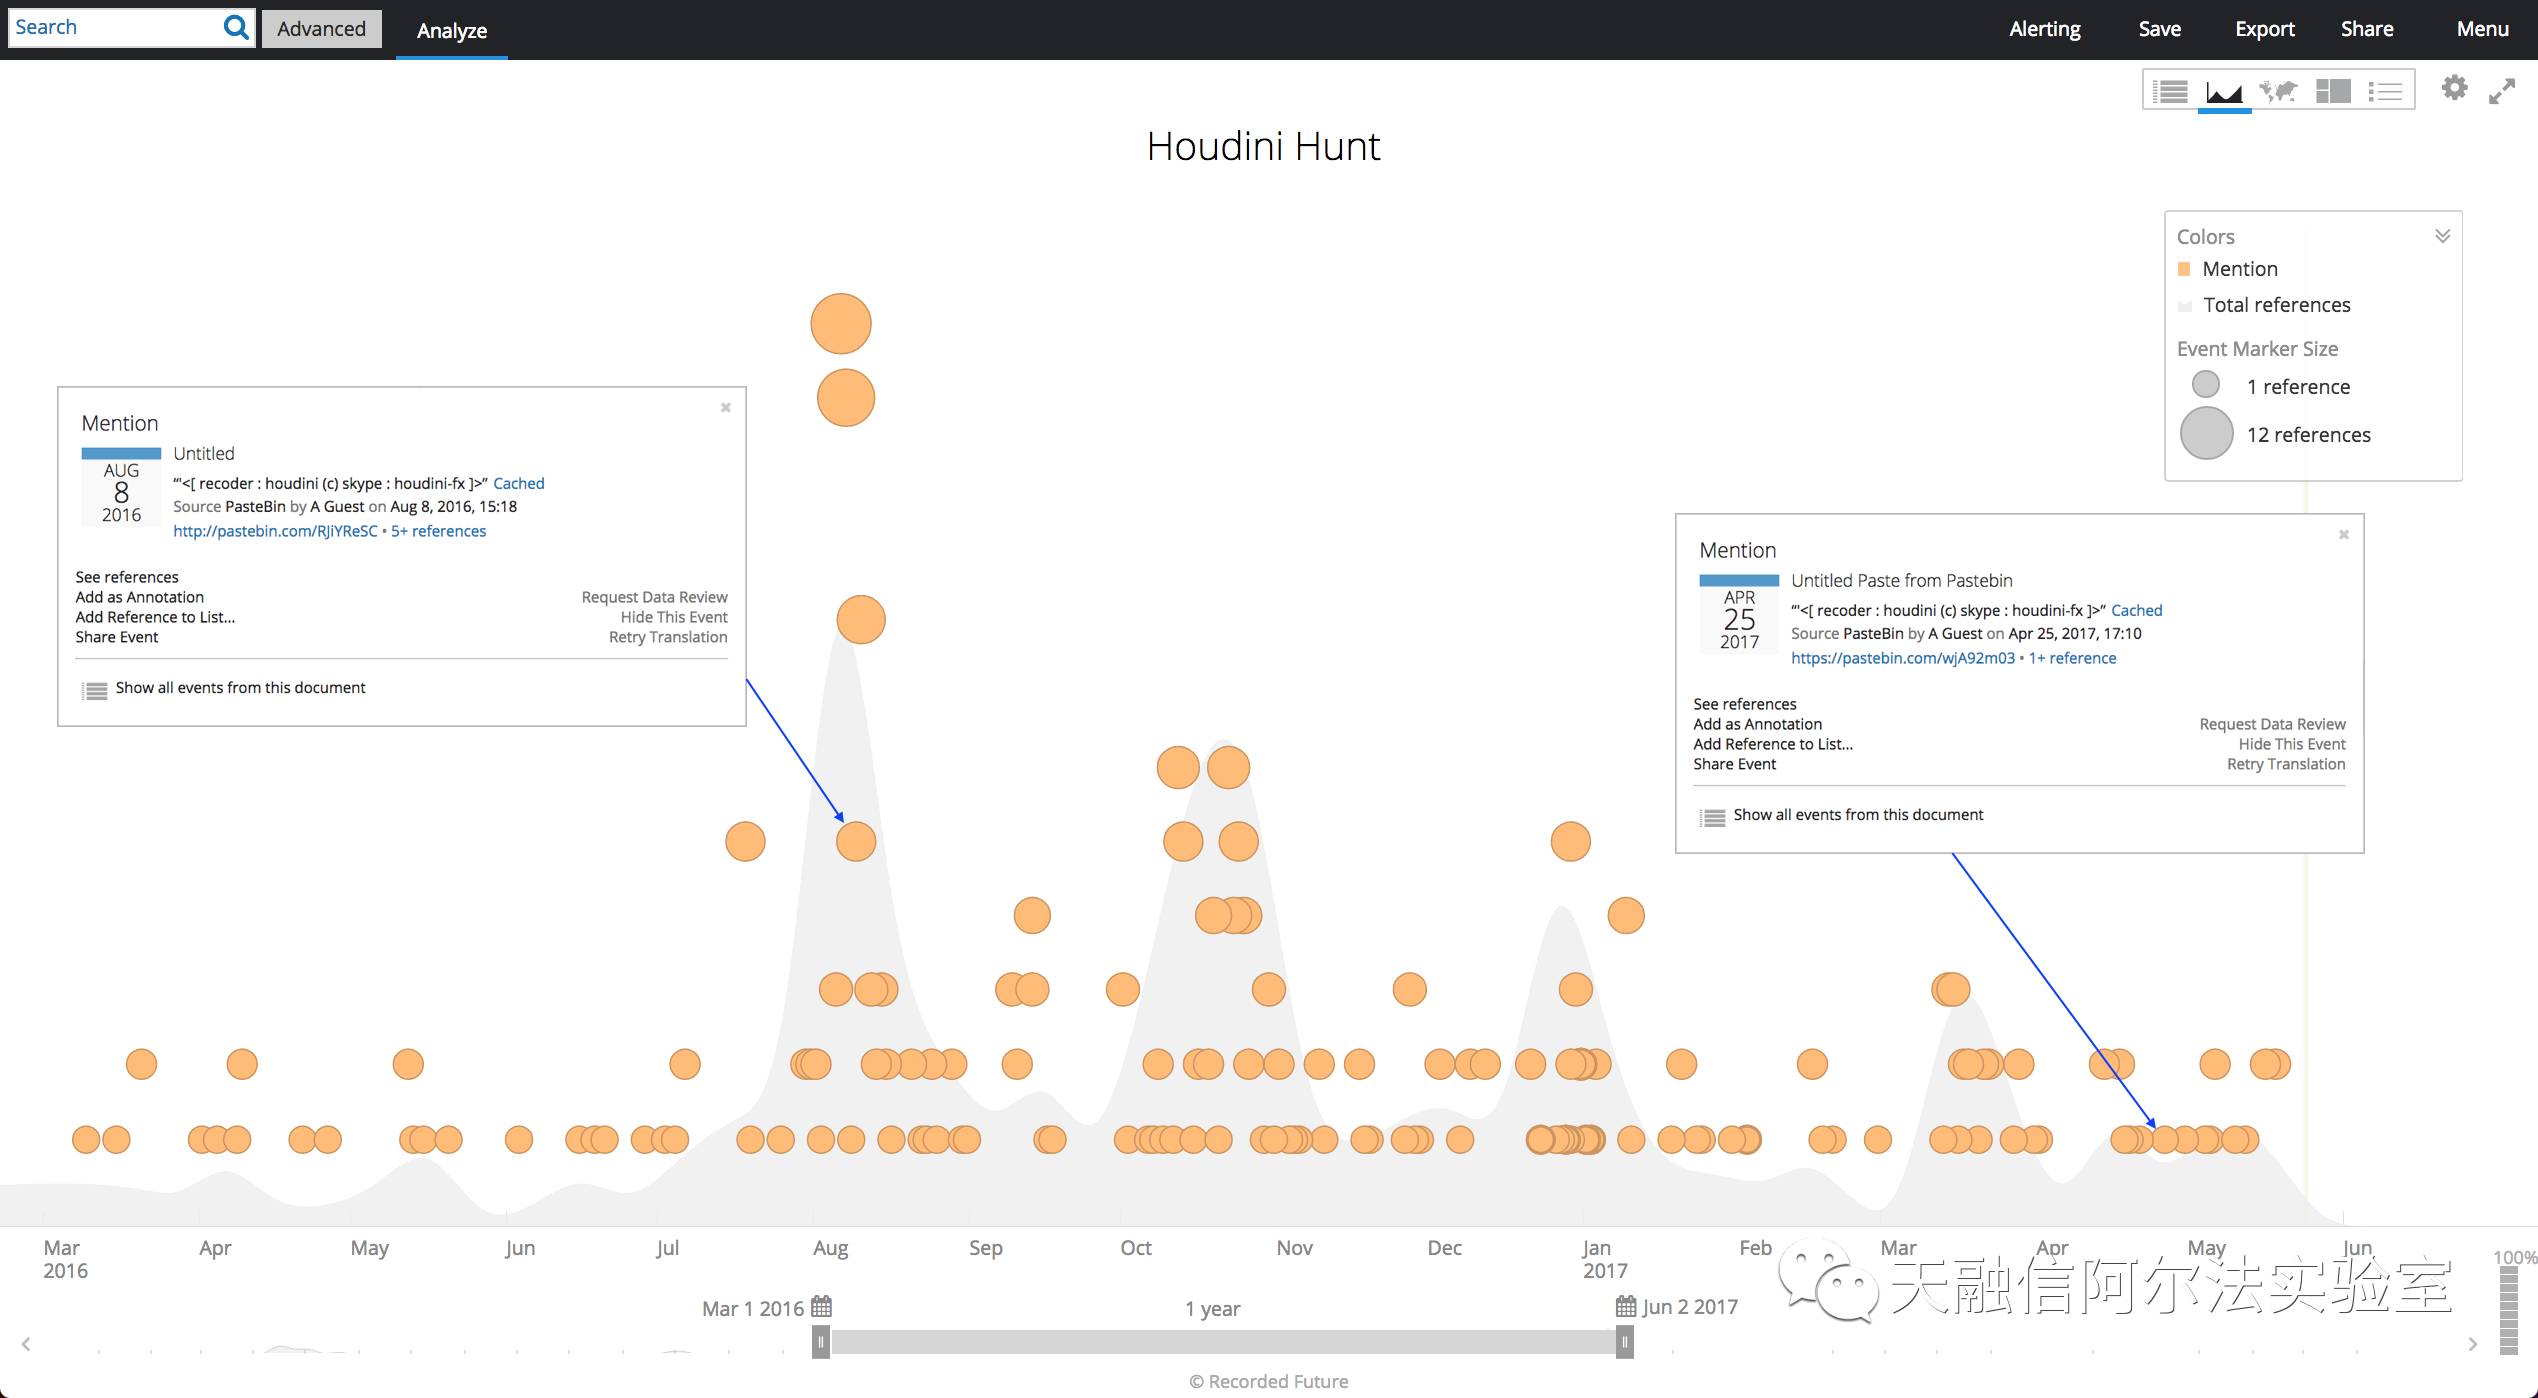 Search
Advanced
Analyze
Alerting
Save
Export
Share
Menu
Houdini Hunt
Colors
Mention
Total references
Event Marker Size
1 reference
12 references
Mention
AUG
8
2016
Untitled
“'<[ recoder : houdini (c) skype : houdini-fx ]>” Cached
Source PasteBin by A Guest on Aug 8, 2016, 15:18
http://pastebin.com/RJiYReSC • 5+ references
See references
Add as Annotation
Add Reference to List...
Share Event
Request Data Review
Hide This Event
Retry Translation
Show all events from this document
Mention
APR
25
2017
Untitled Paste from Pastebin
“'<[ recoder : houdini (c) skype : houdini-fx ]>” Cached
Source PasteBin by A Guest on Apr 25, 2017, 17:10
https://pastebin.com/wjA92m03 • 1+ reference
See references
Add as Annotation
Add Reference to List...
Share Event
Request Data Review
Hide This Event
Retry Translation
Show all events from this document
Mar Apr May Jun Jul Aug Sep Oct Nov Dec Jan Feb Mar Apr May Jun
2016 2017
100%
天融信阿尔法实验室
Mar 1 2016 1 year Jun 2 2017
© Recorded Future